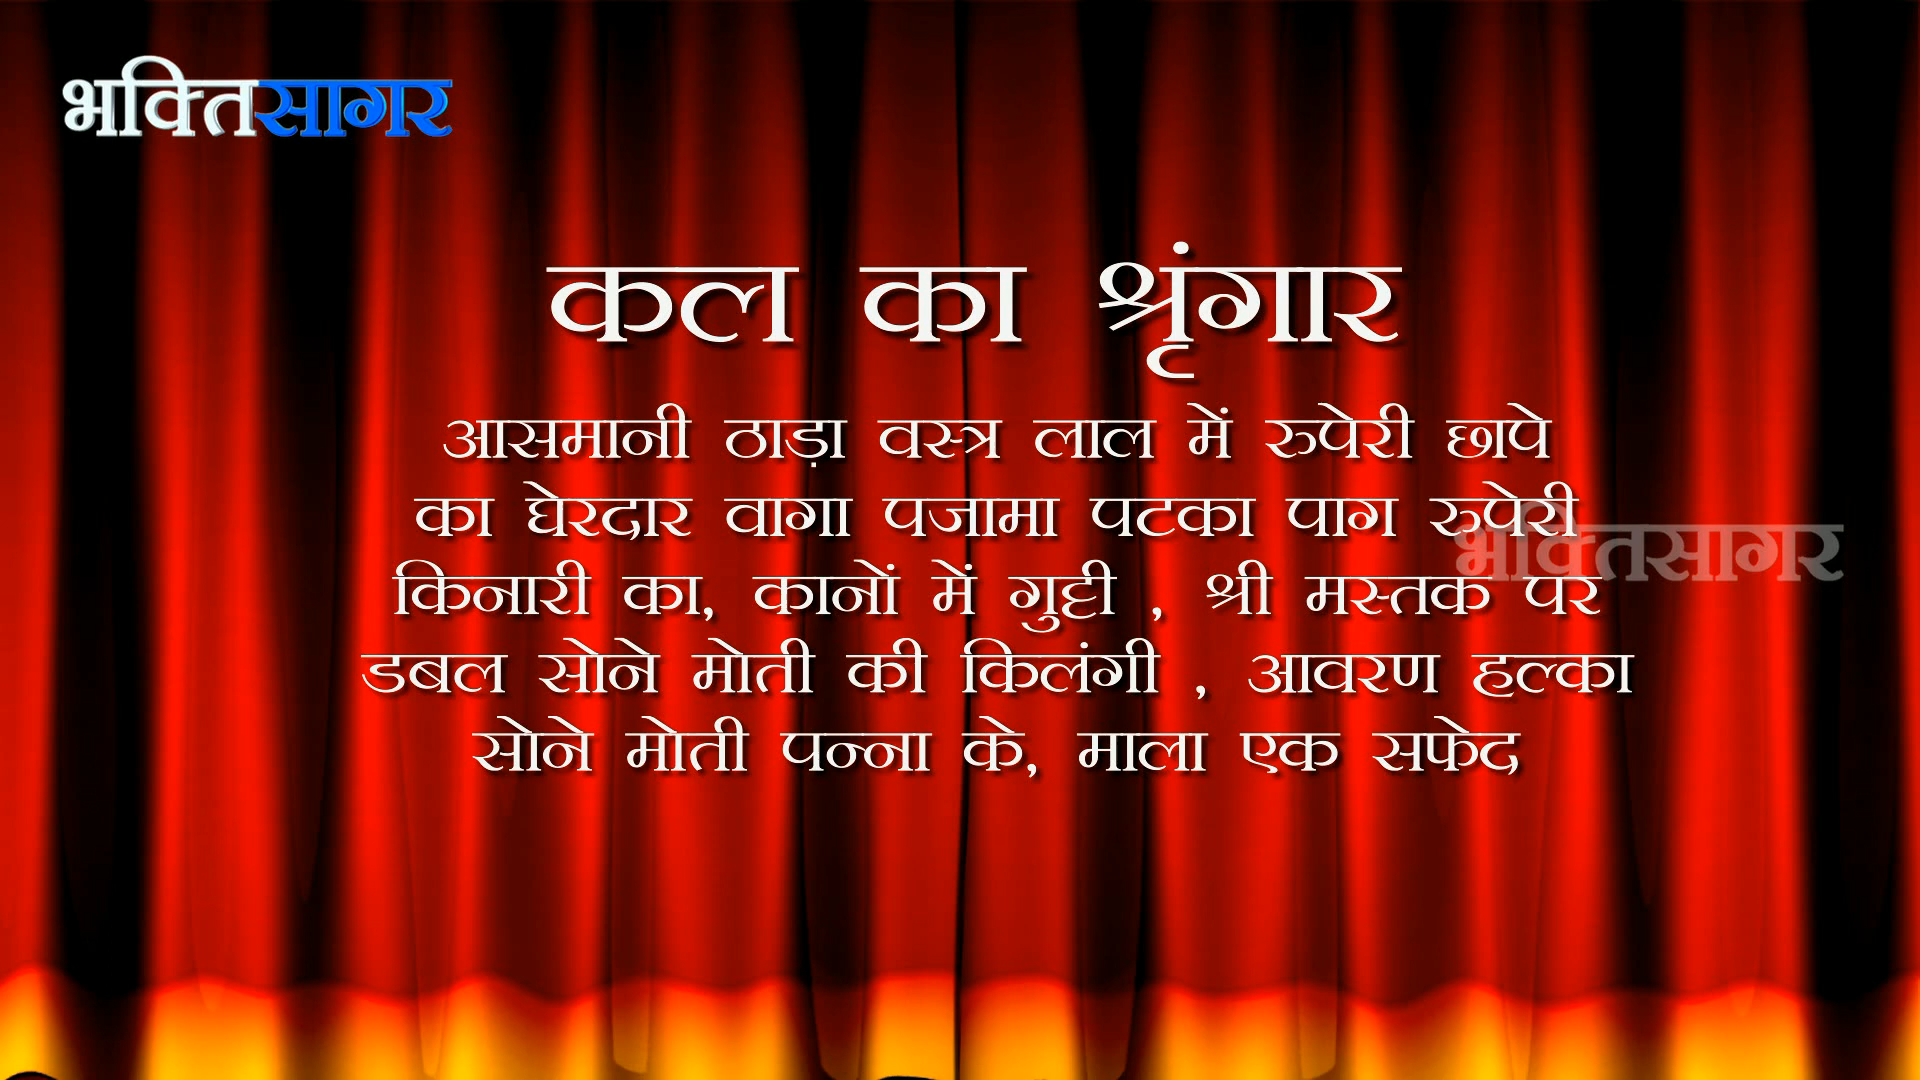 भक्तिसागर
कल का श्रृंगार
आसमानी ठाड़ा वस्त्र लाल में रुपेरी छापे
का घेरदार वागा पजामा पटका पाग रुपेरी
भक्तिसागर
किनारी का, कानों में गुट्टी , श्री मस्तक पर
डबल सोने मोती की किलंगी , आवरण हल्का
सोने मोती पन्ना के, माला एक सफेद